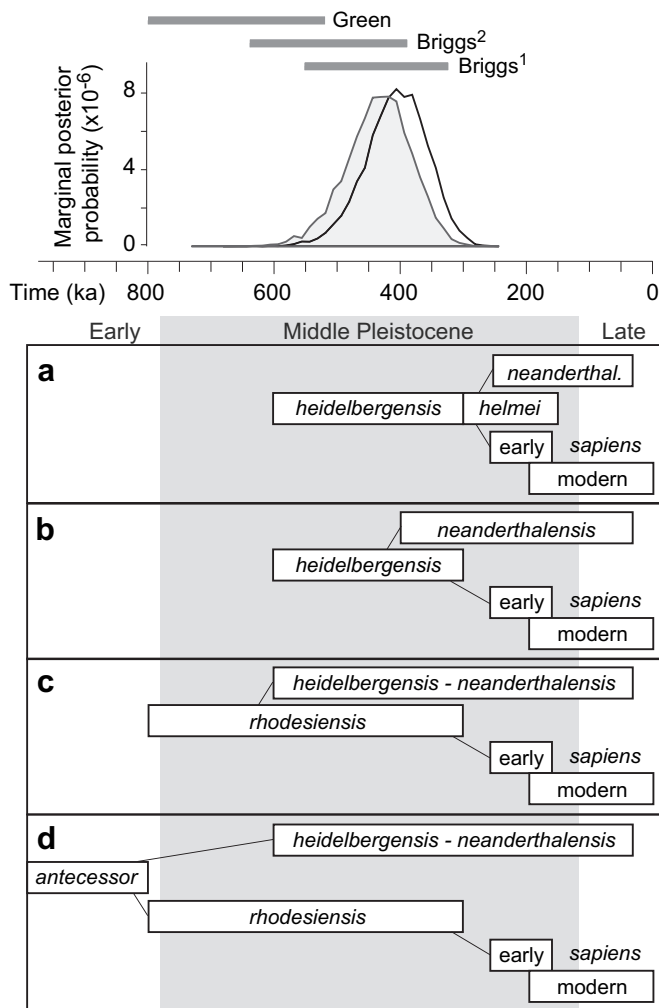 Green
Briggs2
Briggs1
Marginal posterior
probability (x10-6)
8
4
0
Time (ka) 800 600 400 200 0
Early Middle Pleistocene Late
a
neanderthal.
heidelbergensis helmei
early sapiens
modern
b
neanderthalensis
heidelbergensis
early sapiens
modern
c
heidelbergensis - neanderthalensis
rhodesiensis
early sapiens
modern
d
heidelbergensis - neanderthalensis
antecessor
rhodesiensis
early sapiens
modern